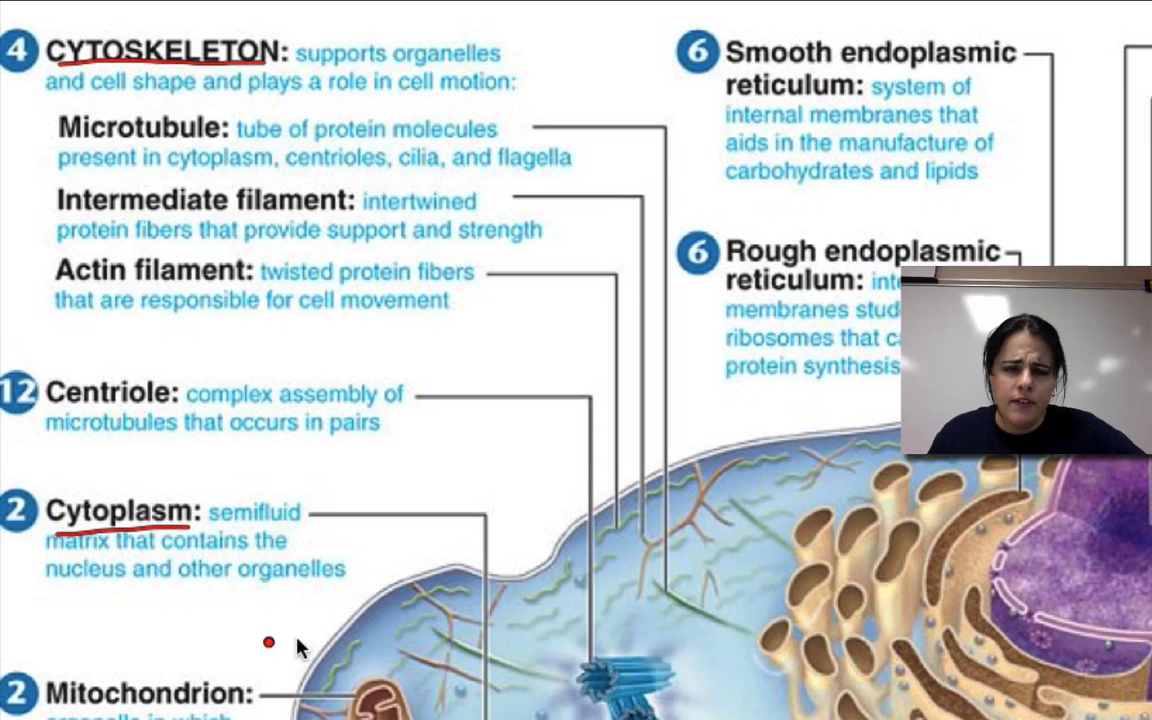 4 CYTOSKELETON: supports organelles
and cell shape and plays a role in cell motion:
Microtubule: tube of protein molecules
present in cytoplasm, centrioles, cilia, and flagella
Intermediate filament: intertwined
protein fibers that provide support and strength
Actin filament: twisted protein fibers
that are responsible for cell movement
12 Centriole: complex assembly of
microtubules that occurs in pairs
2 Cytoplasm: semifluid
matrix that contains the
nucleus and other organelles
2 Mitochondrion:
organelle in which
6 Smooth endoplasmic
reticulum: system of
internal membranes that
aids in the manufacture of
carbohydrates and lipids
6 Rough endoplasmic
reticulum:
membranes
ribosomes that
protein synthesis